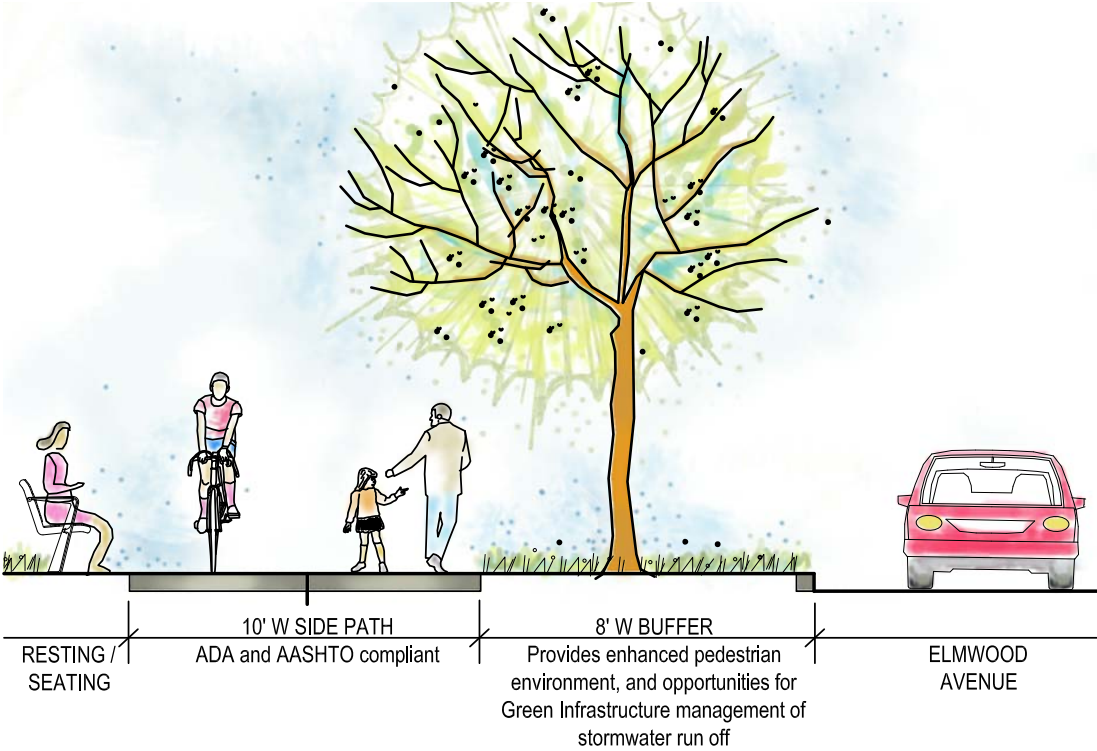 RESTING /
SEATING
10' W SIDE PATH
ADA and AASHTO compliant
8' W BUFFER
Provides enhanced pedestrian
environment, and opportunities for
Green Infrastructure management of
stormwater run off
ELMWOOD
AVENUE